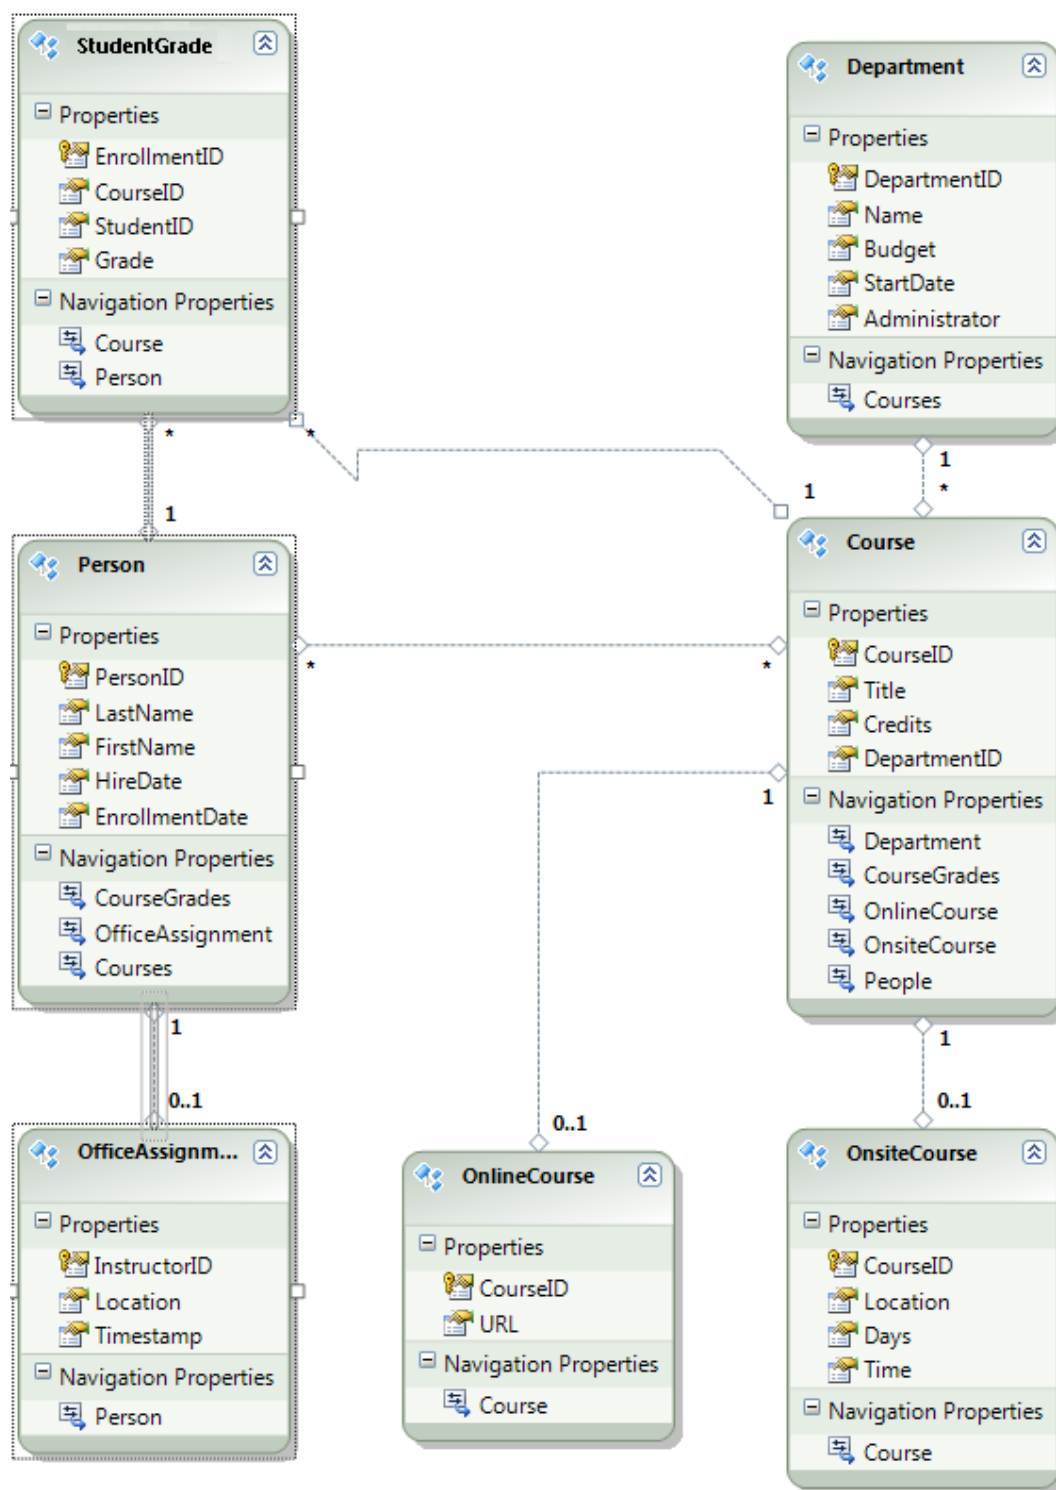 StudentGrade
Properties
EnrollmentID
CourseID
StudentID
Grade
Navigation Properties
Course
Person
*
*
1
Department
Properties
DepartmentID
Name
Budget
StartDate
Administrator
Navigation Properties
Courses
1
*
1
Person
Properties
PersonID
LastName
FirstName
HireDate
EnrollmentDate
Navigation Properties
CourseGrades
OfficeAssignment
Courses
*
*
1
1
0..1
Course
Properties
CourseID
Title
Credits
DepartmentID
Navigation Properties
Department
CourseGrades
OnlineCourse
OnsiteCourse
People
1
0..1
0..1
OfficeAssignm...
Properties
InstructorID
Location
Timestamp
Navigation Properties
Person
OnlineCourse
Properties
CourseID
URL
Navigation Properties
Course
OnsiteCourse
Properties
CourseID
Location
Days
Time
Navigation Properties
Course